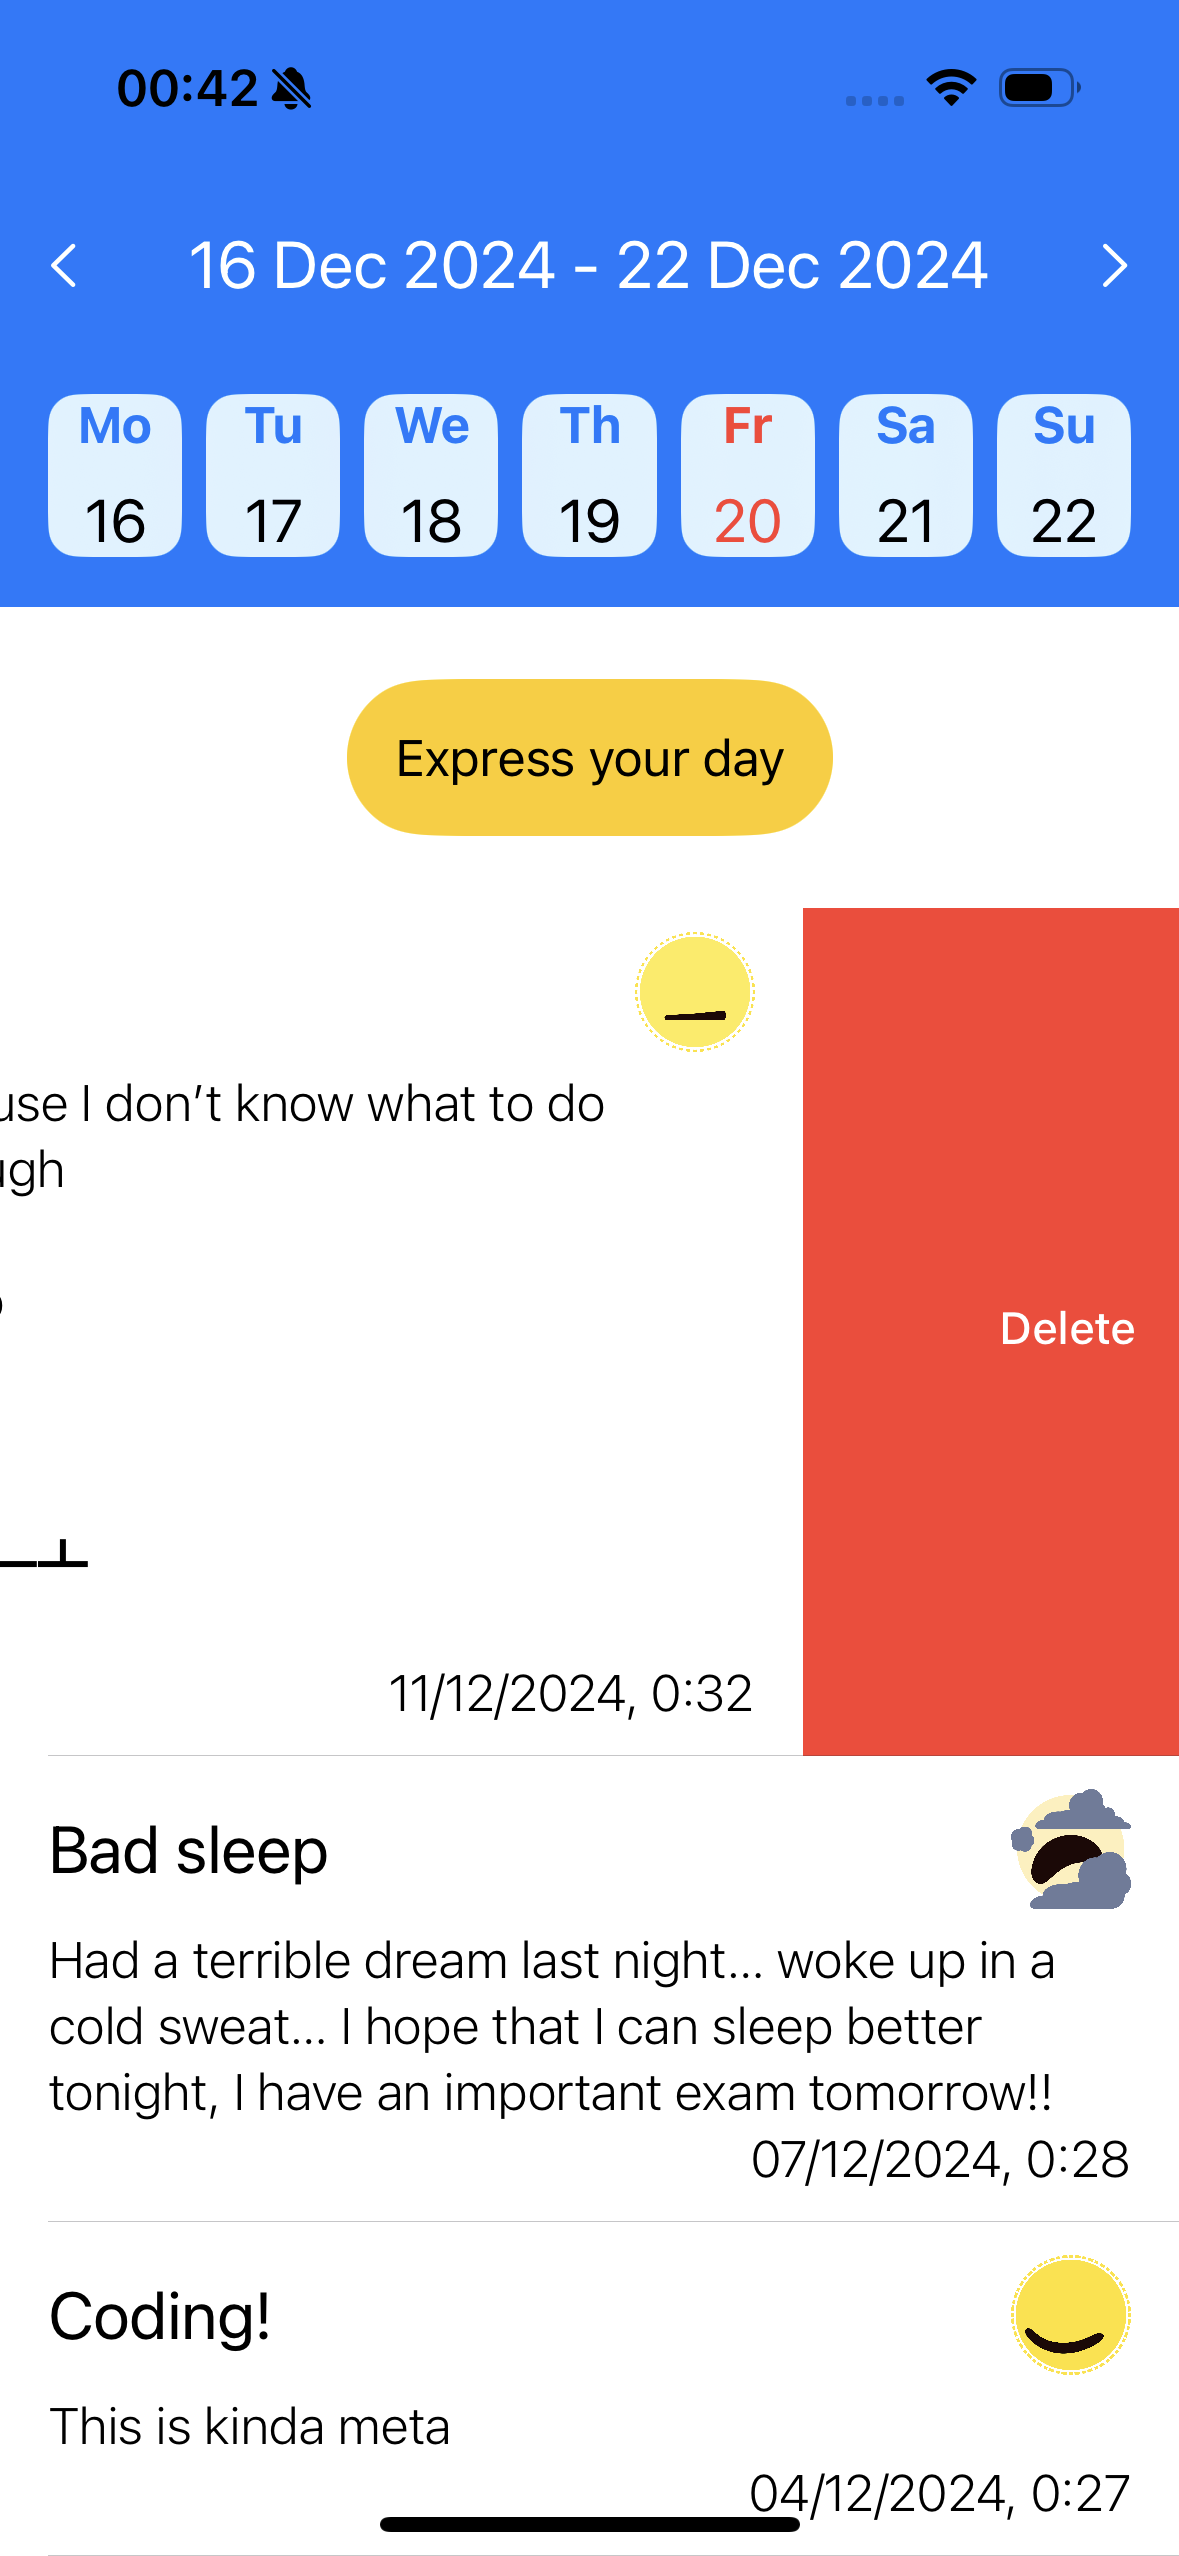 00:42
16 Dec 2024 - 22 Dec 2024
Mo Tu We Th Fr Sa Su
16 17 18 19 20 21 22
Express your day
I don’t know what to do
Delete
11/12/2024, 0:32
Bad sleep
Had a terrible dream last night... woke up in a
cold sweat... I hope that I can sleep better
tonight, I have an important exam tomorrow!!
07/12/2024, 0:28
Coding!
This is kinda meta
04/12/2024, 0:27